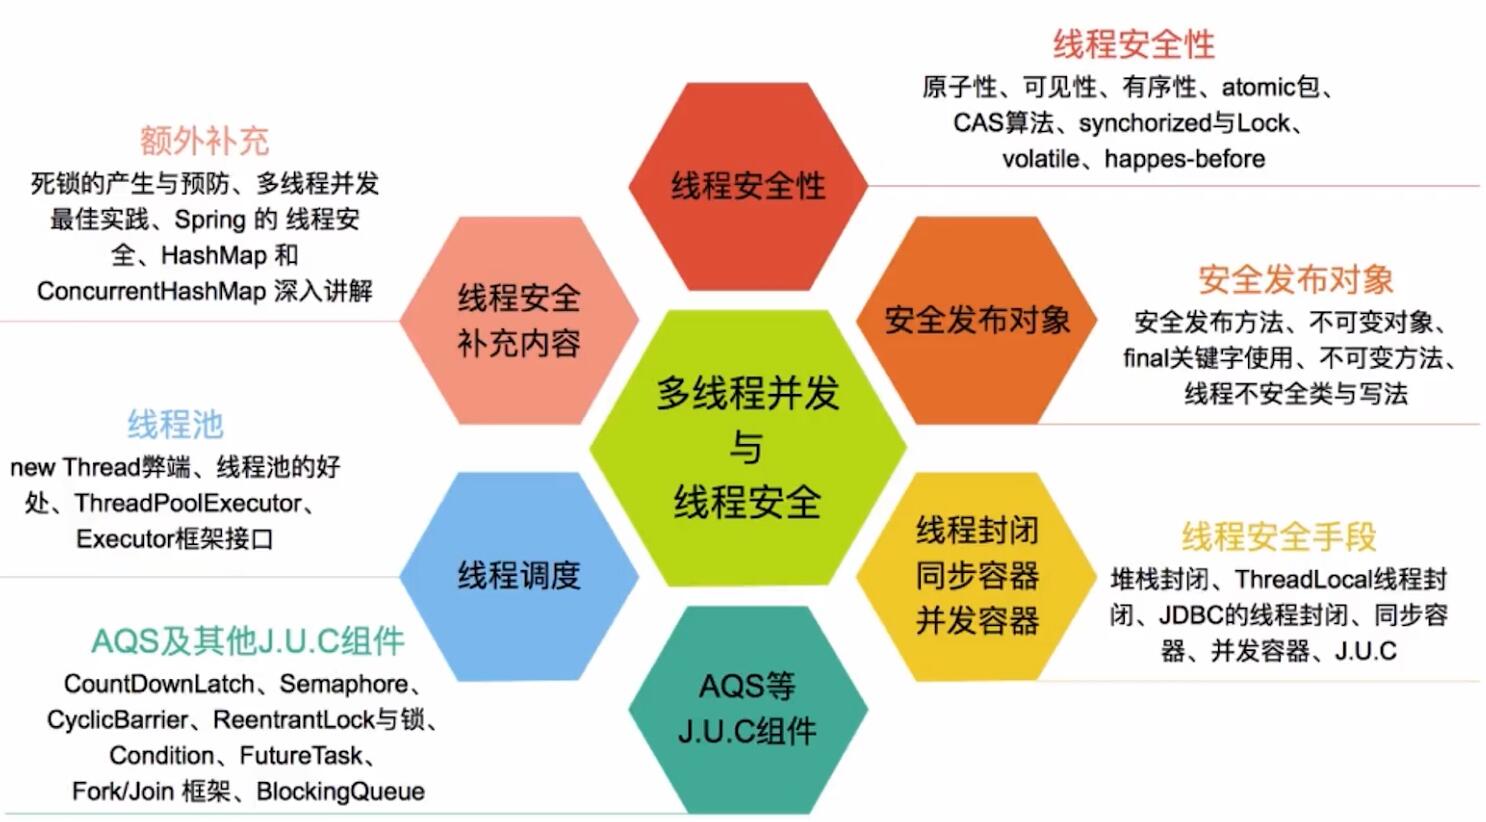 线程安全性
原子性、可见性、有序性、atomic包、
CAS算法、synchorized与Lock、
volatile、happes-before
额外补充
死锁的产生与预防、多线程并发
最佳实践、Spring 的 线程安
全、HashMap 和
ConcurrentHashMap 深入讲解
线程安全性
线程安全
补充内容
安全发布对象
安全发布对象
安全发布方法、不可变对象、
final关键字使用、不可变方法、
线程不安全类与写法
多线程并发
与
线程安全
线程池
new Thread弊端、线程池的好
处、ThreadPoolExecutor、
Executor框架接口
线程调度
线程封闭
同步容器
并发容器
线程安全手段
堆栈封闭、ThreadLocal线程封
闭、JDBC的线程封闭、同步容
器、并发容器、J.U.C
AQS及其他J.U.C组件
CountDownLatch、Semaphore、
CyclicBarrier、ReentrantLock与锁、
Condition、FutureTask、
Fork/Join 框架、BlockingQueue
AQS等
J.U.C组件